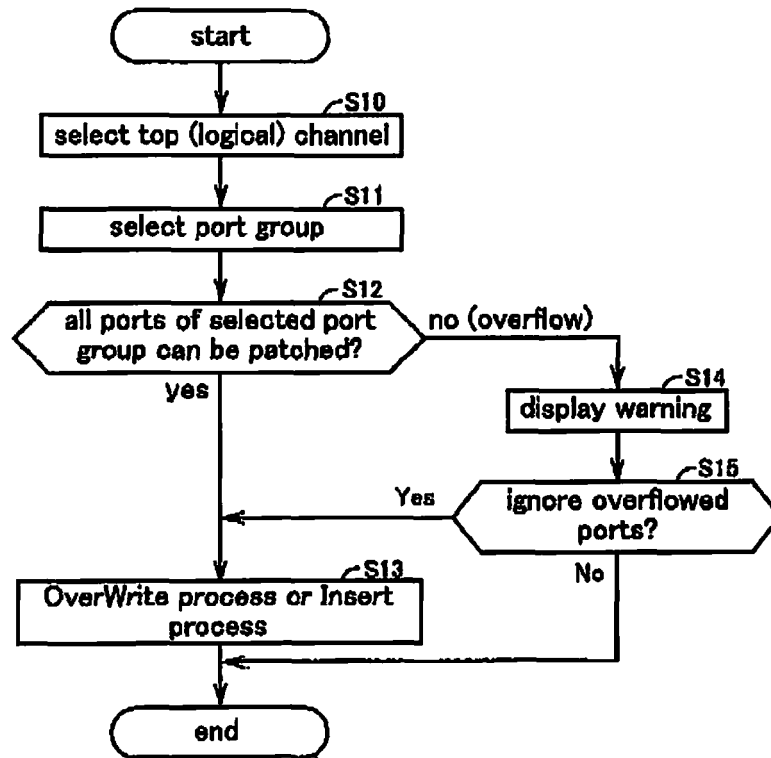 start
S10
select top (logical) channel
S11
select port group
S12
all ports of selected port
group can be patched?
no (overflow)
yes
S14
display warning
S15
ignore overflowed
ports?
Yes
No
S13
OverWrite process or Insert
process
end